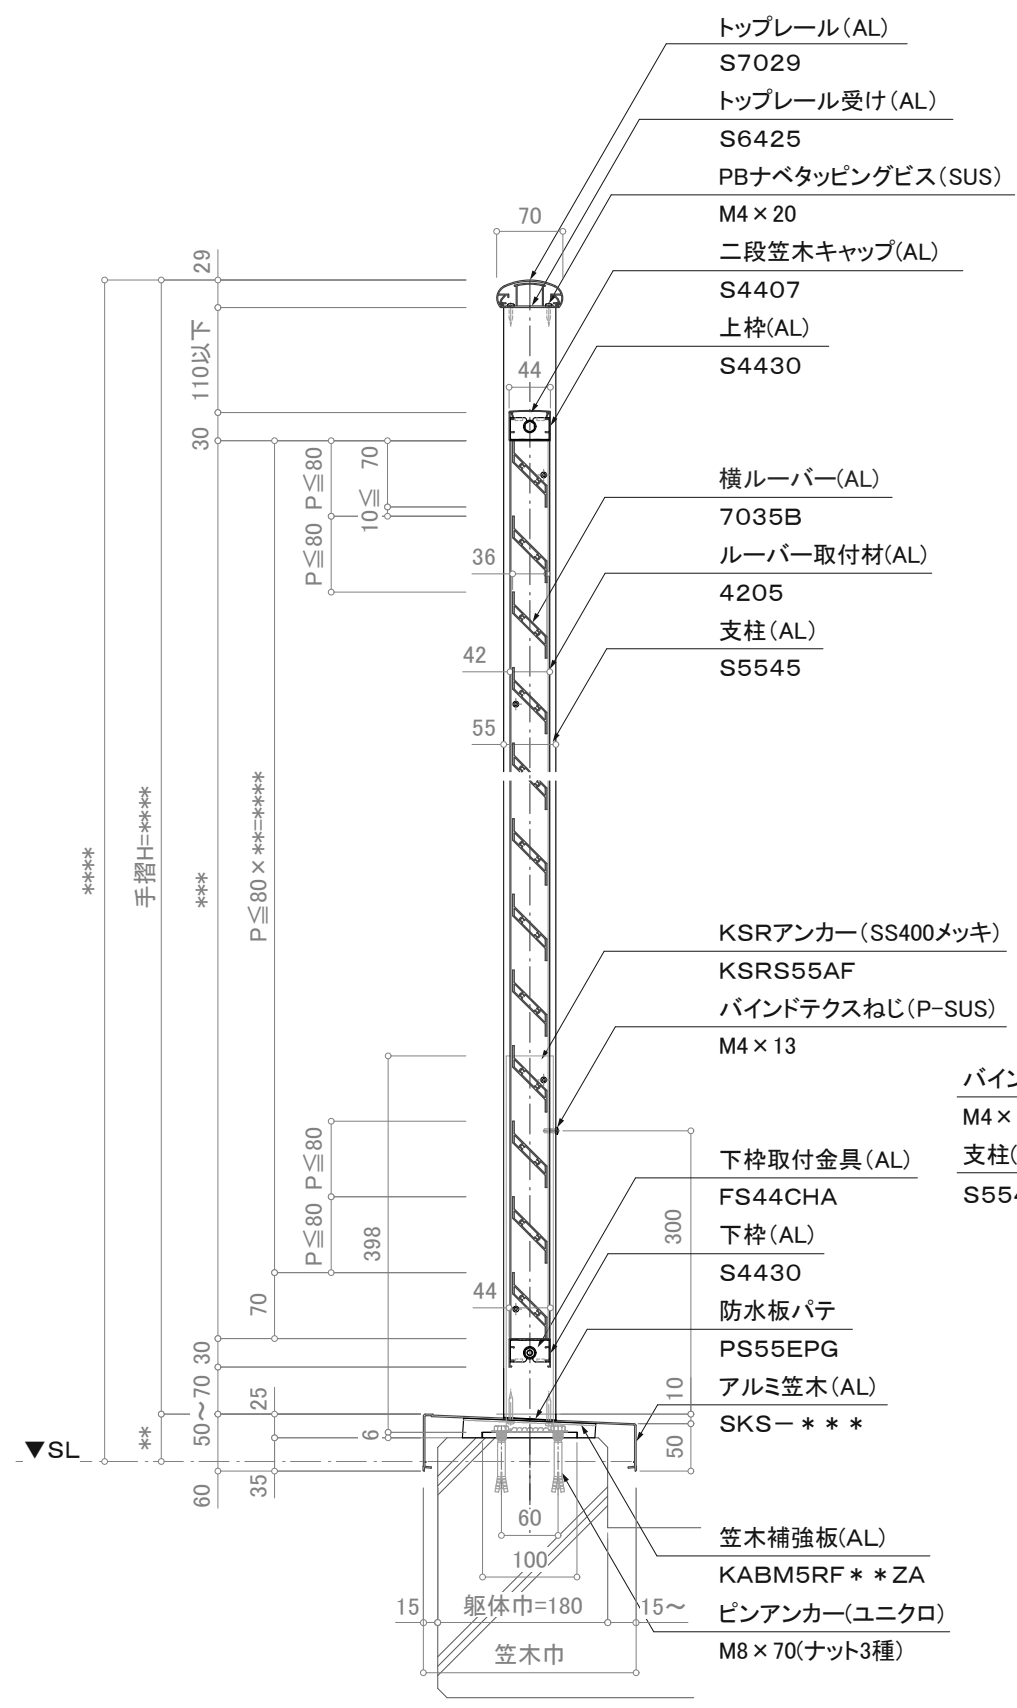 トップレール(AL)
S7029
トップレール受け(AL)
S6425
PBナベタッピングビス(SUS)
M4×20
二段笠木キャップ(AL)
S4407
上枠(AL)
S4430
横ルーバー(AL)
7035B
ルーバー取付材(AL)
4205
支柱(AL)
S5545
KSRアンカー(SS400メッキ)
KSRS55AF
バインドテクスねじ(P-SUS)
M4×13
バイン
M4×
支柱(
S554
下枠取付金具(AL)
FS44CHA
下枠(AL)
S4430
防水板パテ
PS55EPG
アルミ笠木(AL)
SKS-***
笠木補強板(AL)
KABM5RF**ZA
ピンアンカー(ユニクロ)
M8×70(ナット3種)
70
29
110以下
30
44
P≦80
P≦80
70
10≦
36
42
55
****
手摺H=****
***
P≦80×**=****
P≦80
P≦80
398
300
70
44
30
50~70
25
6
10
50
**
▼SL
60
35
60
100
15
躯体巾=180
15~
笠木巾